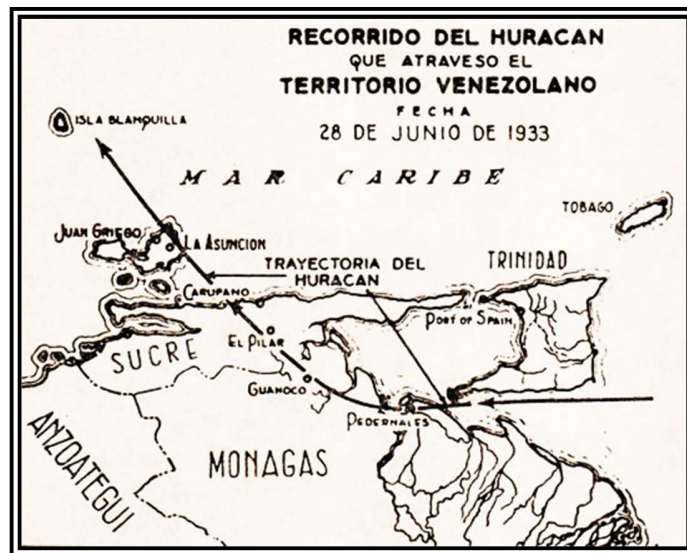 RECORRIDO DEL HURACAN
QUE ATRAVESO EL
TERRITORIO VENEZOLANO
FECHA
28 DE JUNIO DE 1933
ISLA BLANQUILLA
MAR CARIBE
TOBAGO
JUAN GRIEGO
LA ASUNCION
TRAYECTORIA DEL
HURACAN
TRINIDAD
CARUPANO
PORT OF SPAIN
EL PILAR
SUCRE
GUANOCO
PEDERNALES
ANZOATEGUI
MONAGAS